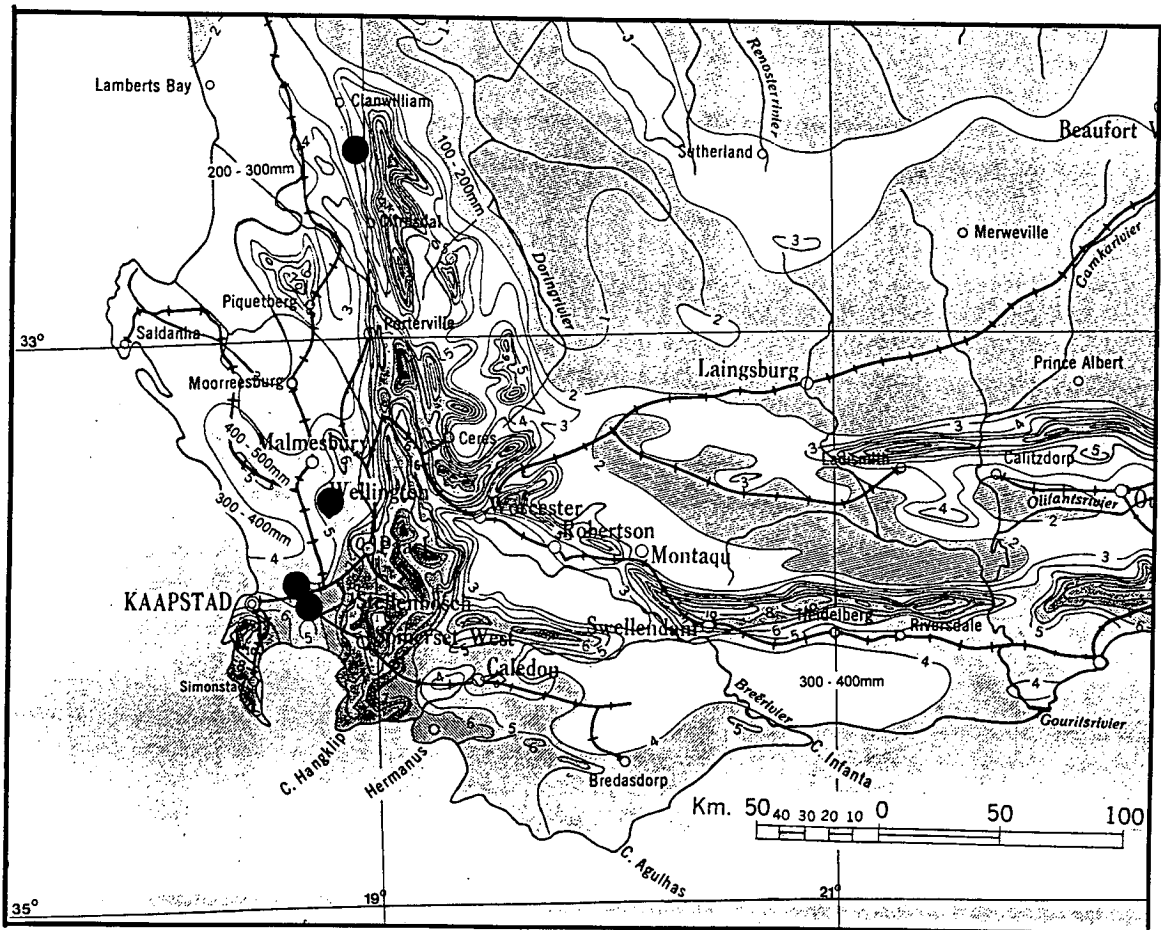 Lamberts Bay
Clanwilliam
Renosterrivier
Sutherland
Beaufort
200 - 300mm
100 - 200mm
Merweville
Gamkarivier
Citrusdal
Doringrivier
Piquetberg
Porterville
Saldanha
33°
Moorreesburg
Laingsburg
Prince Albert
400 - 500mm
Malmesbury
Ceres
Ladismith
Calitzdorp
Wellington
300 - 400mm
Worcester
Olifantsrivier
Robertson
Montagu
KAAPSTAD
Stellenbosch
Somerset West
Swellendam
Heidelberg
Riversdale
Caledon
Simonsta
300 - 400mm
Breërivier
Gouritsrivier
C. Hangklip
Hermanus
C. Infanta
Bredasdorp
Km. 50 40 30 20 10 0 50 100
C. Agulhas
19°
21°
35°